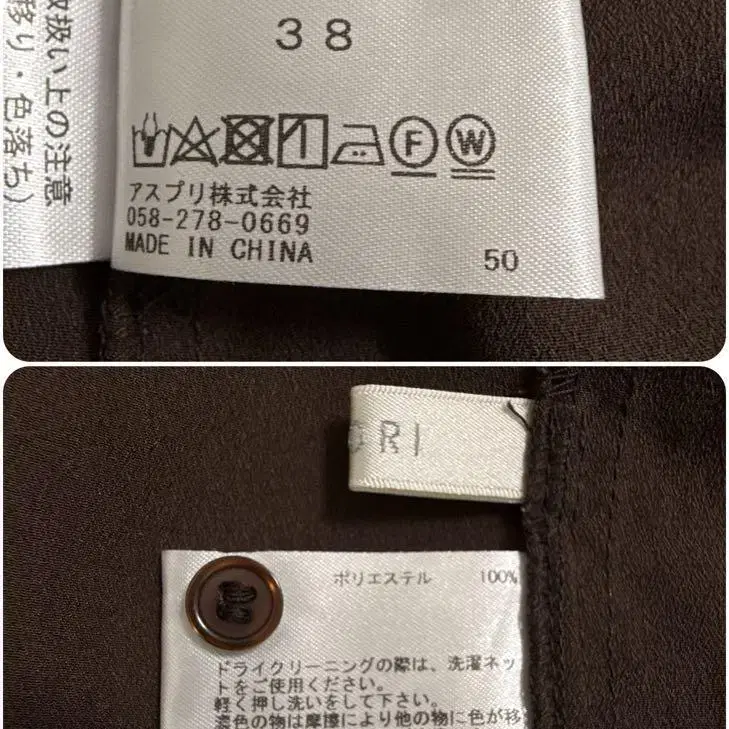 取扱い上の注意
移り・色落ち)
38
F
W
アスプリ株式会社
058-278-0669
MADE IN CHINA
50
ORI
ポリエステル 100%
ドライクリーニングの際は、洗濯ネッ
トをご使用ください。
軽く押し洗いをして下さい。
濃色の物は摩擦により他の物に色が移